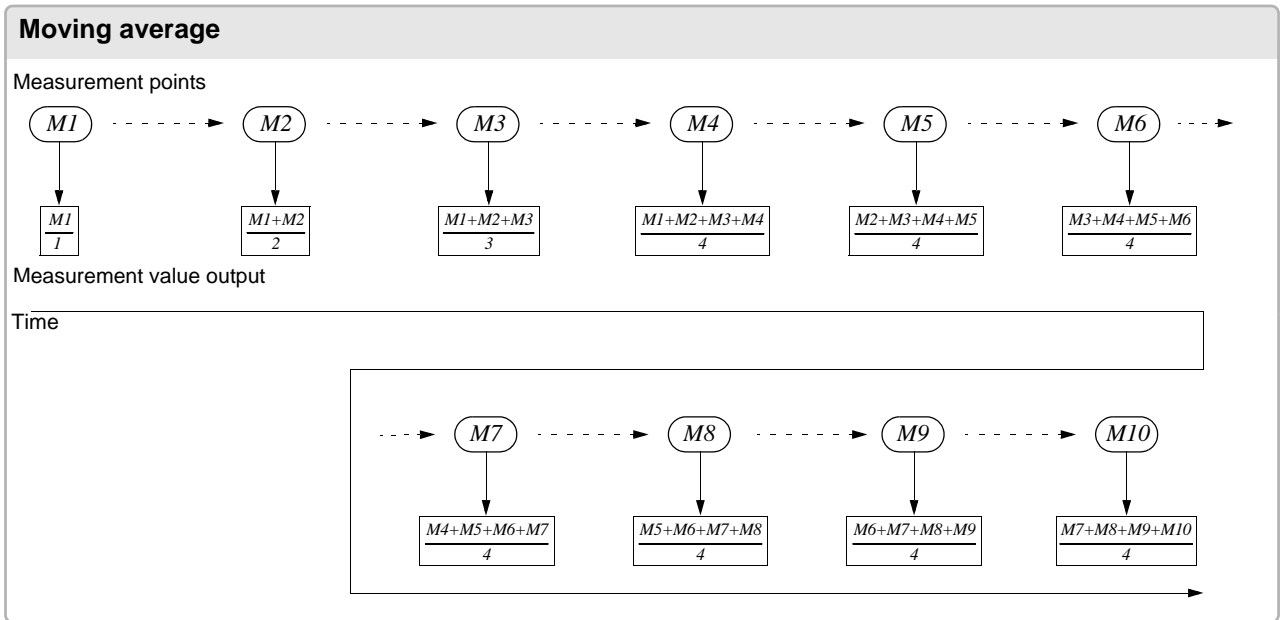 Moving average
Measurement points
M1 M2 M3 M4 M5 M6
M1 M1+M2 M1+M2+M3 M1+M2+M3+M4 M2+M3+M4+M5 M3+M4+M5+M6
1 2 3 4 4 4
Measurement value output
Time
M7 M8 M9 M10
M4+M5+M6+M7 M5+M6+M7+M8 M6+M7+M8+M9 M7+M8+M9+M10
4 4 4 4